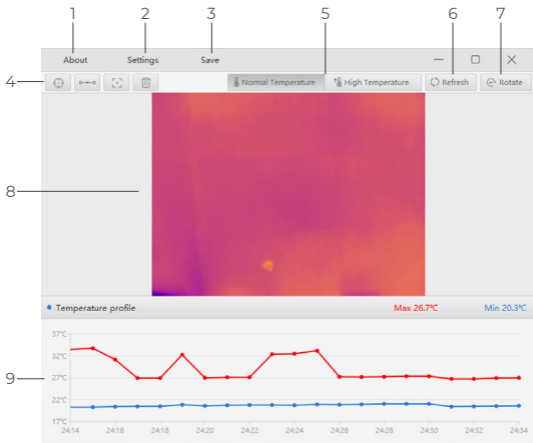 1 2 3 5 6 7
About Settings Save
4 Normal Temperature High Temperature Refresh Rotate
8
Temperature profile Max 26.7°C Min 20.3°C
37°C
32°C
9 27°C
22°C
17°C
24:14 24:16 24:18 24:20 24:22 24:24 24:26 24:28 24:30 24:32 24:34